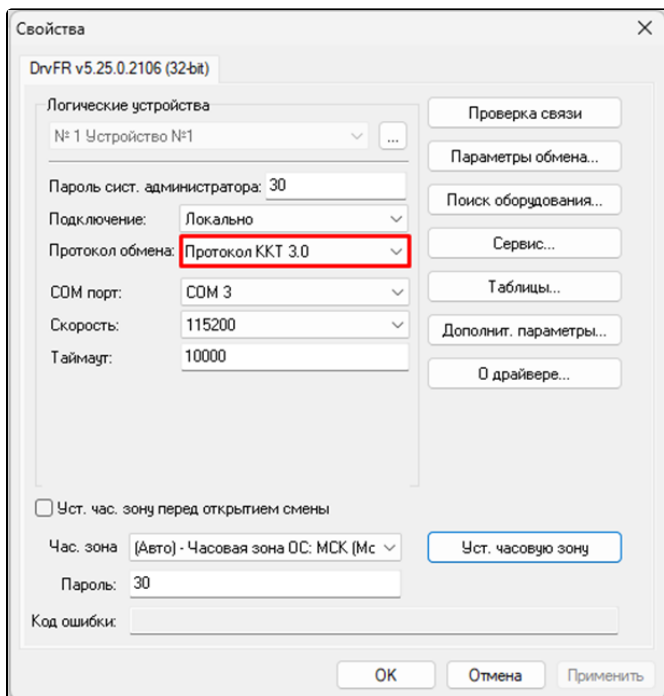 Свойства
DrvFR v5.25.0.2106 (32-bit)
Логические устройства
№ 1 Устройство №1
...
Пароль сист. администратора: 30
Подключение: Локально
Протокол обмена: Протокол ККТ 3.0
COM порт: COM 3
Скорость: 115200
Таймаут: 10000
Проверка связи
Параметры обмена...
Поиск оборудования...
Сервис...
Таблицы...
Дополнит. параметры...
О драйвере...
Уст. час. зону перед открытием смены
Час. зона (Авто) - Часовая зона ОС: МСК (Мс
Уст. часовую зону
Пароль: 30
Код ошибки:
OK
Отмена
Применить